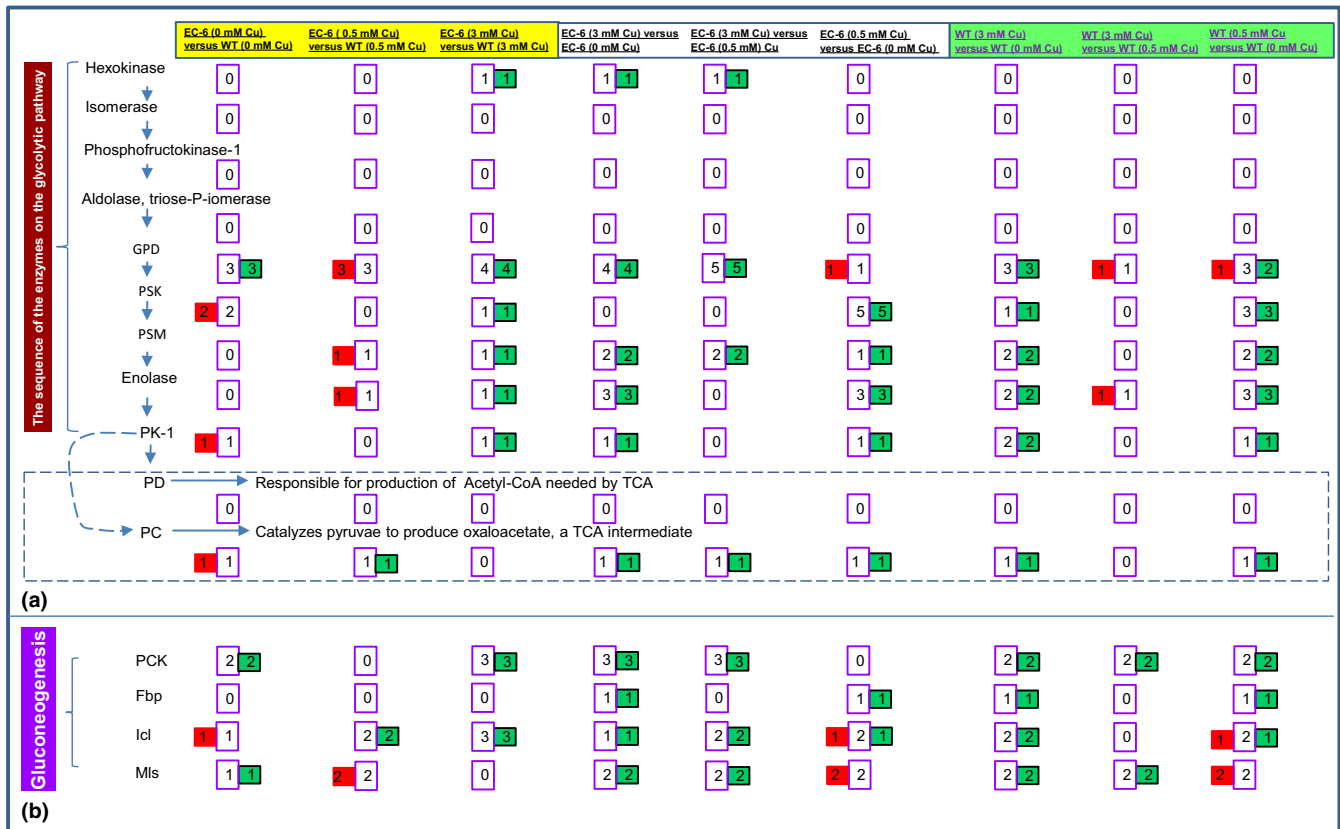 EC-6 (0 mM Cu) versus WT (0 mM Cu)
EC-6 ( 0.5 mM Cu) versus WT (0.5 mM Cu)
EC-6 (3 mM Cu) versus WT (3 mM Cu)
EC-6 (3 mM Cu) versus EC-6 (0 mM Cu)
EC-6 (3 mM Cu) versus EC-6 (0.5 mM) Cu
EC-6 (0.5 mM) versus EC-6 (0 mM Cu)
WT (3 mM Cu) versus WT (0 mM Cu)
WT (3 mM Cu) versus WT (0.5 mM Cu)
WT (0.5 mM Cu versus WT (0 mM Cu)
The sequence of the enzymes on the glycolytic pathway
Hexokinase
0 0 1 1 1 1 1 1 0 0 0 0
Isomerase
0 0 0 0 0 0 0 0 0
Phosphofructokinase-1
0 0 0 0 0 0 0 0 0
Aldolase, triose-P-iomerase
0 0 0 0 0 0 0 0 0
GPD
3 3 3 3 4 4 4 4 5 5 1 1 3 3 1 1 1 3 2
PSK
2 2 0 1 1 0 0 5 5 1 1 0 3 3
PSM
0 1 1 1 1 2 2 2 2 1 1 2 2 0 2 2
Enolase
0 1 1 1 1 3 3 0 3 3 2 2 1 1 3 3
PK-1
1 1 0 1 1 1 1 0 1 1 2 2 0 1 1
PD Responsible for production of Acetyl-CoA needed by TCA
0 0 0 0 0 0 0 0 0
PC Catalyzes pyruvae to produce oxaloacetate, a TCA intermediate
1 1 1 1 0 1 1 1 1 1 1 1 1 0 1 1
(a)
Gluconeogenesis
PCK 2 2 0 3 3 3 3 3 3 0 2 2 2 2 2 2
Fbp 0 0 0 1 1 0 1 1 1 1 0 1 1
Icl 1 1 2 2 3 3 1 1 2 2 1 2 1 2 2 0 1 2 1
Mls 1 1 2 2 0 2 2 2 2 2 2 2 2 2 2 2 2
(b)